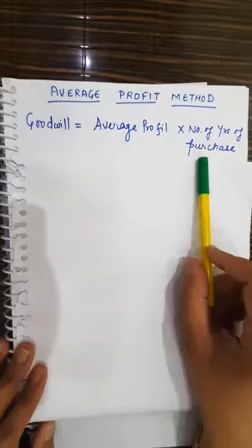 AVERAGE PROFIT METHOD
Goodwill = Average Profit × No. of Yrs of
purchase